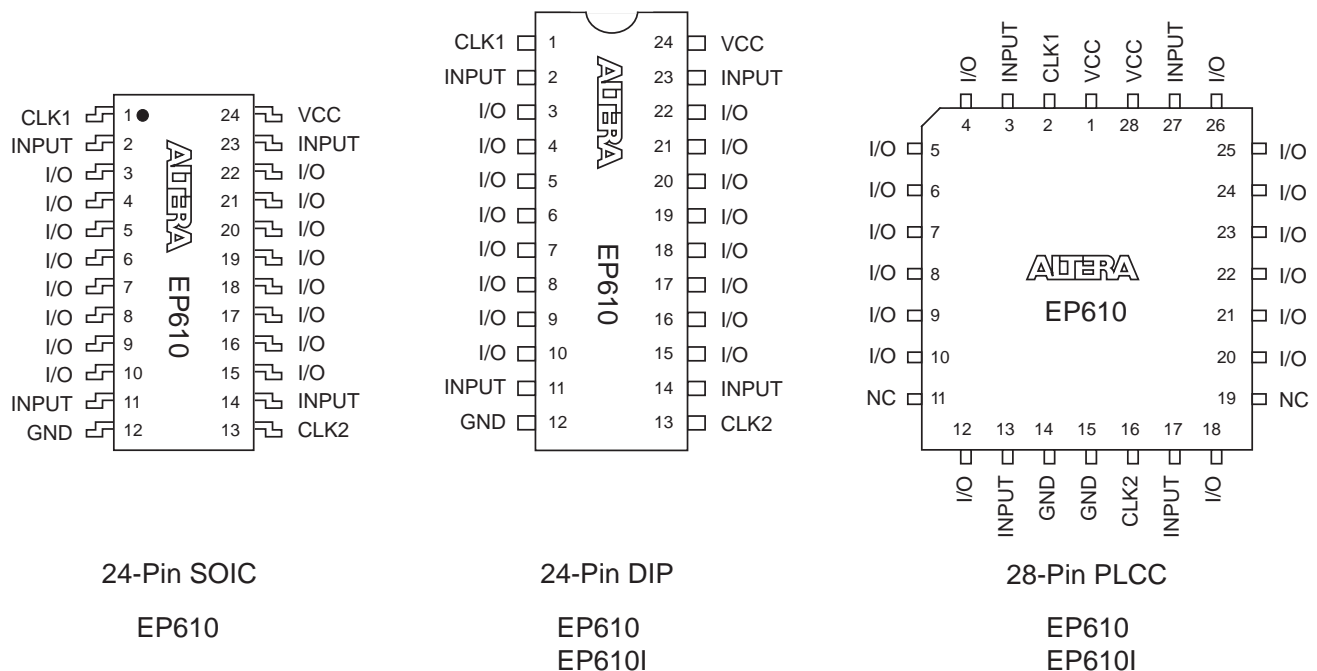 CLK1 1 24 VCC
INPUT 2 23 INPUT
I/O 3 22 I/O
I/O 4 21 I/O
I/O 5 20 I/O
I/O 6 19 I/O
I/O 7 18 I/O
I/O 8 17 I/O
I/O 9 16 I/O
I/O 10 15 I/O
INPUT 11 14 INPUT
GND 12 13 CLK2
ALTERA
EP610
24-Pin SOIC
EP610
CLK1 1 24 VCC
INPUT 2 23 INPUT
I/O 3 22 I/O
I/O 4 21 I/O
I/O 5 20 I/O
I/O 6 19 I/O
I/O 7 18 I/O
I/O 8 17 I/O
I/O 9 16 I/O
I/O 10 15 I/O
INPUT 11 14 INPUT
GND 12 13 CLK2
ALTERA
EP610
24-Pin DIP
EP610
EP610I
I/O INPUT CLK1 VCC VCC INPUT I/O
4 3 2 1 28 27 26
I/O 5 25 I/O
I/O 6 24 I/O
I/O 7 23 I/O
I/O 8 22 I/O
I/O 9 21 I/O
I/O 10 20 I/O
NC 11 19 NC
ALTERA
EP610
12 13 14 15 16 17 18
I/O INPUT GND GND CLK2 INPUT I/O
28-Pin PLCC
EP610
EP610I